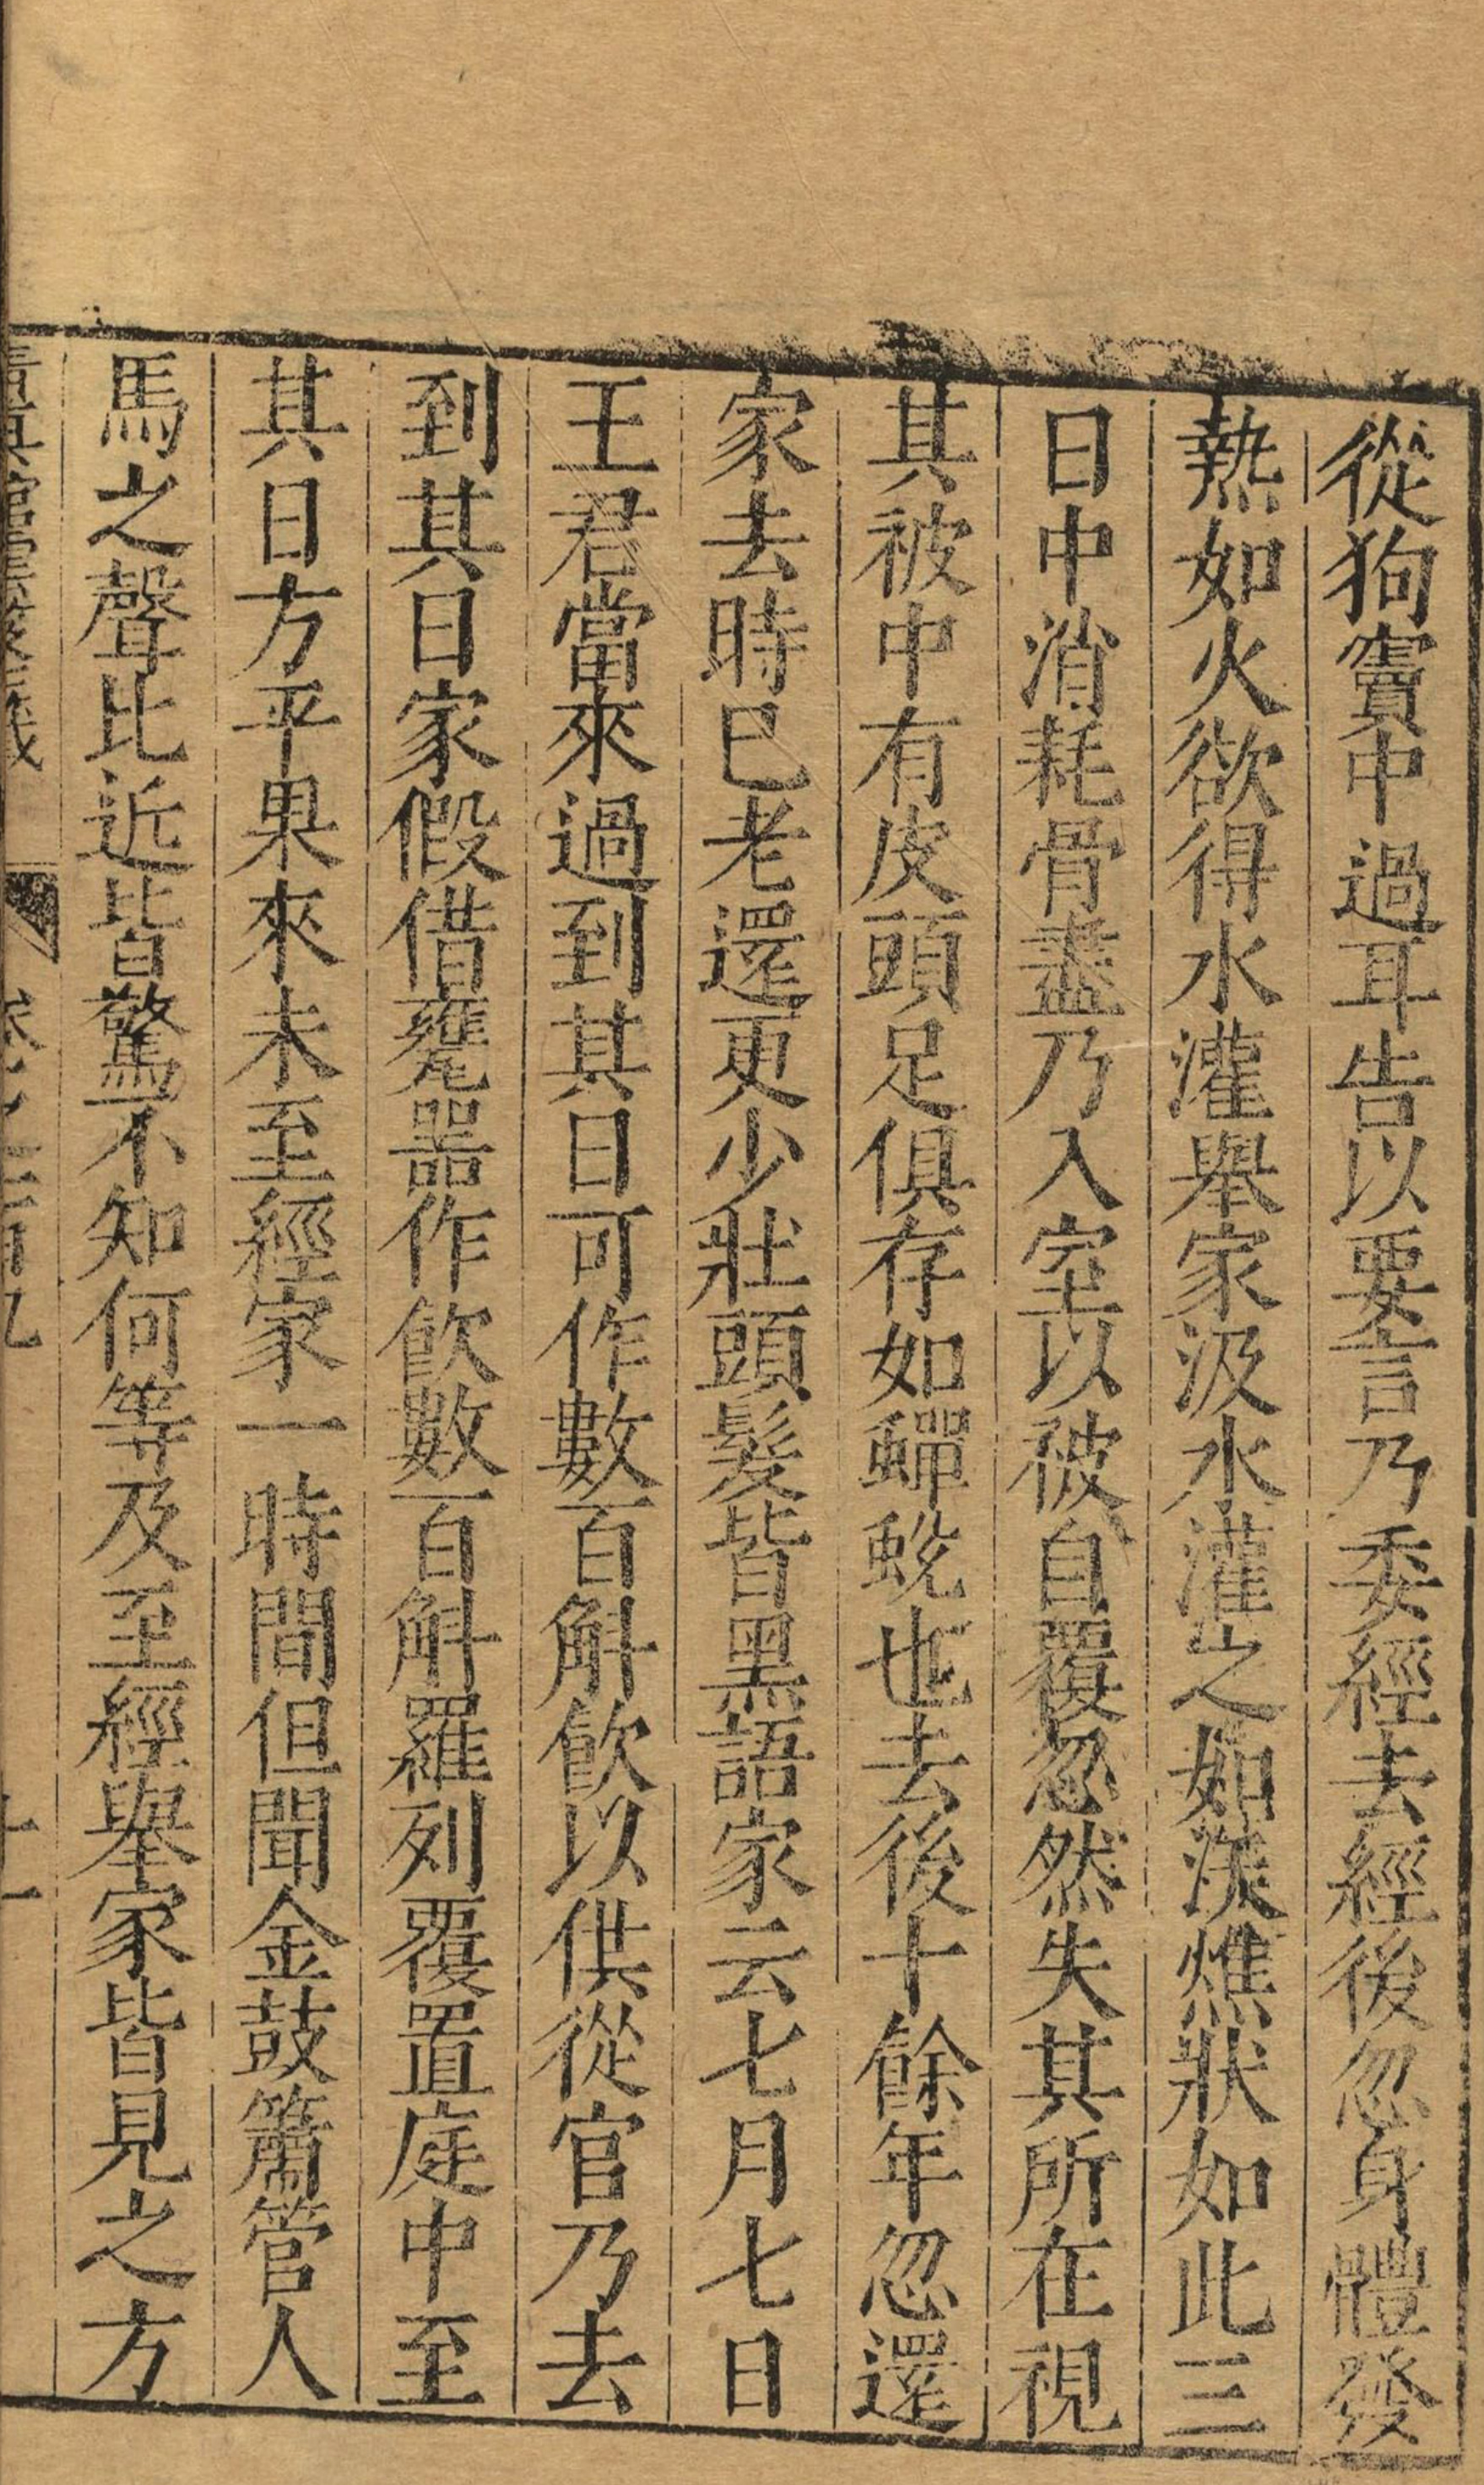 從狗竇中過耳告以要言乃委經去經後忽身體發
熱如火欲得水灌舉家汲水灌之如沃燋狀如此三
日中消耗骨盡乃入室以被自覆忽然失其所在視
其被中有皮頭足俱存如蟬蛻也去後十餘年忽還
家去時已老還更少壯頭髮皆黑語家云七月七日
王君當來過到其日可作數百斛飲以供從官乃去
到其日家假借甕器作飲數百斛羅列覆置庭中至
其日方平果來未至經家一時間但聞金鼓簫管人
馬之聲比近皆驚不知何等及至經舉家皆見之方